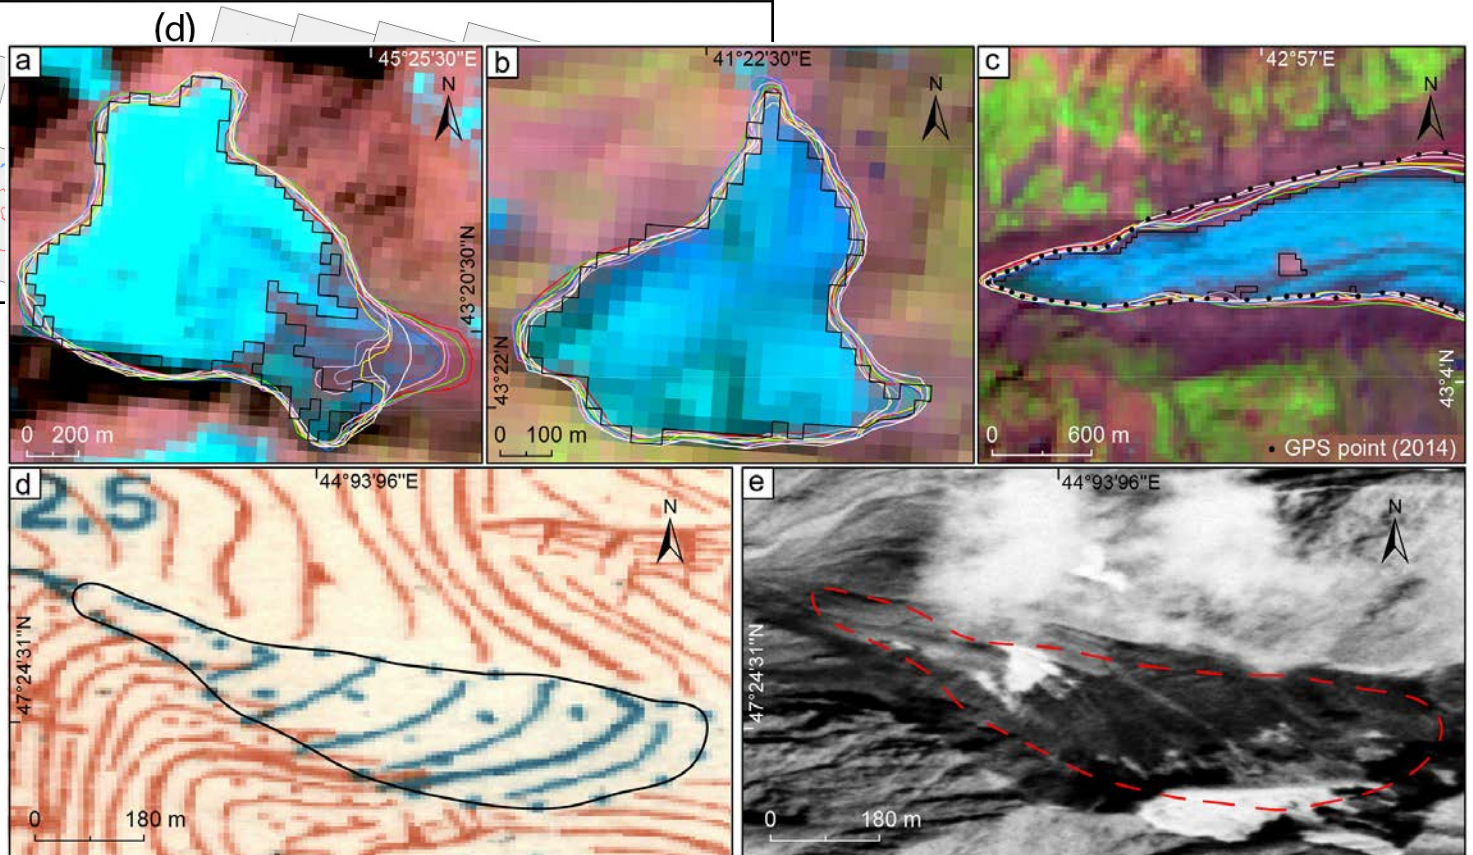 (d)
a
45°25'30"E
N
43°20'30"N
0 200 m
b
41°22'30"E
N
43°22'N
0 100 m
c
42°57'E
N
43°4'N
0 600 m
• GPS point (2014)
d
2.5
44°93'96"E
N
47°24'31"N
0 180 m
e
44°93'96"E
N
47°24'31"N
0 180 m